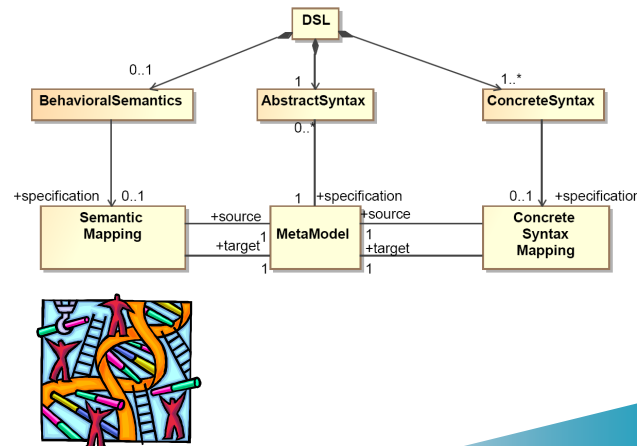 DSL
0..1
1
1..*
BehavioralSemantics
AbstractSyntax
ConcreteSyntax
0..*
+specification
0..1
1
+specification
0..1
+specification
Semantic
Mapping
+source
1
+target
1
MetaModel
+source
1
+target
1
Concrete
Syntax
Mapping